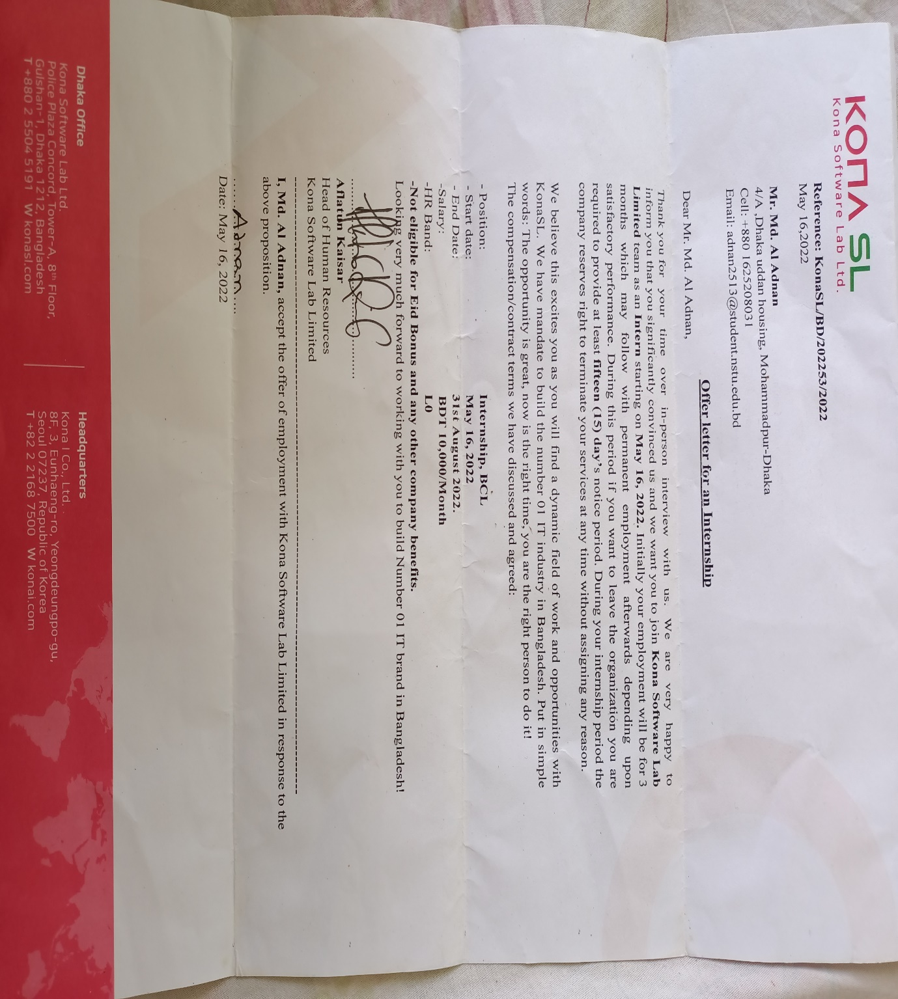 KONA SL
Kona Software Lab Ltd.
Reference: KonaSL/BD/202253/2022
May 16,2022
Mr. Md. Al Adnan
4/A ,Dhaka uddan housing, Mohammadpur-Dhaka
Cell: +880 1625208031
Email: adnan2513@student.nstu.edu.bd
Offer letter for an Internship
Dear Mr. Md. Al Adnan,
Thank you for your time over in-person interview with us. We are very happy to
inform you that you significantly convinced us and we want you to join Kona Software Lab
Limited team as an Intern starting on May 16, 2022. Initially your employment will be for 3
months which may follow with permanent employment afterwards depending upon
satisfactory performance. During this period if you want to leave the organization you are
required to provide at least fifteen (15) day's notice period. During your internship period the
company reserves right to terminate your services at any time without assigning any reason.
We believe this excites you as you will find a dynamic field of work and opportunities with
KonaSL. We have mandate to build the number 01 IT industry in Bangladesh. Put in simple
words: The opportunity is great, now is the right time, you are the right person to do it!
The compensation/contract terms we have discussed and agreed:
- Position: Internship, BCL
- Start date: May 16, 2022
- End Date: 31st August 2022.
-Salary: BDT 10,000/Month
-HR Band: L0
-Not eligible for Eid Bonus and any other company benefits.
Looking very much forward to working with you to build Number 01 IT brand in Bangladesh!
Aflatun Kaisar
Head of Human Resources
Kona Software Lab Limited
I, Md. Al Adnan, accept the offer of employment with Kona Software Lab Limited in response to the
above proposition.
Adnan
Date: May 16, 2022
Dhaka Office
Kona Software Lab Ltd.
Police Plaza Concord, Tower-A, 8th Floor,
Gulshan-1, Dhaka 1212, Bangladesh
T +880 2 5504 5191 W konasl.com
Headquarters
Kona I Co., Ltd.
8F, 3, Eunhaeng-ro, Yeongdeungpo-gu,
Seoul 07237, Republic of Korea
T +82 2 2168 7500 W konai.com